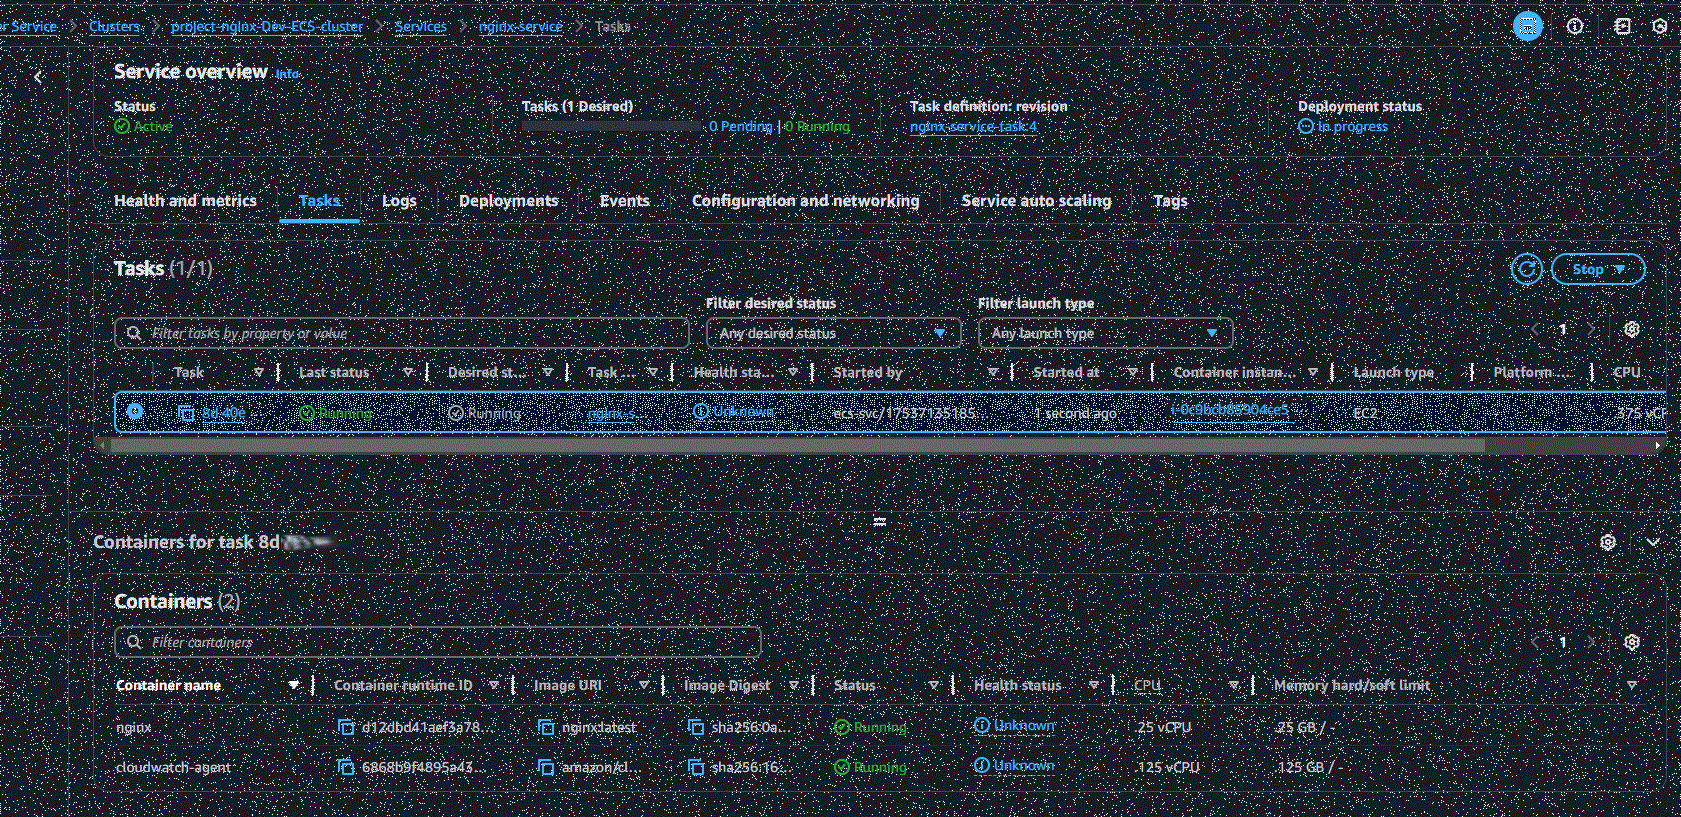 r Service > Clusters > project-nginx-Dev-ECS-cluster > Services > nginx-service > Tasks
Service overview Info
Status Tasks (1 Desired) Task definition: revision Deployment status
Active 0 Pending | 0 Running nginx-service-task:4 In progress
Health and metrics Tasks Logs Deployments Events Configuration and networking Service auto scaling Tags
Tasks (1/1) Stop
Filter desired status Filter launch type
Filter tasks by property or value Any desired status Any launch type 1
Task Last status Desired st... Task ... Health sta... Started by Started at Container instan... Launch type Platform ... CPU
8d40e Running Running nginx-s... Unknown ecs-svc/17537135185... 1 second ago EC2 .375 vCP
Containers for task 8d
Containers (2)
Filter containers 1
Container name Container runtime ID Image URI Image Digest Status Health status CPU Memory hard/soft limit
nginx d12dbd41aef3a78... nginx:latest sha256:0a... Running Unknown .25 vCPU .25 GB / -
cloudwatch-agent 6868b9f4895a43... amazon/cl... sha256:16... Running Unknown .125 vCPU .125 GB / -